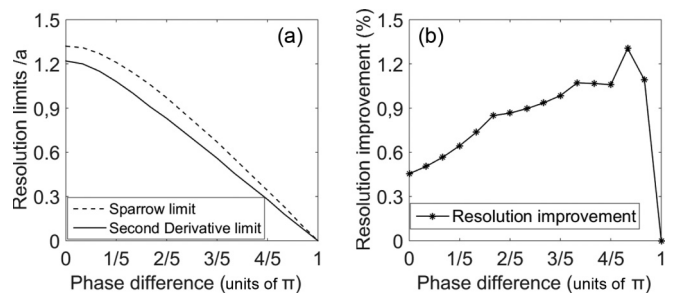 (a)
Resolution limits /a
1.5
1.2
0.9
0.6
0.3
0
Sparrow limit
Second Derivative limit
0 1/5 2/5 3/5 4/5 1
Phase difference (units of π)
(b)
Resolution improvement (%)
1.5
1.2
0.9
0.6
0.3
0
Resolution improvement
0 1/5 2/5 3/5 4/5 1
Phase difference (units of π)